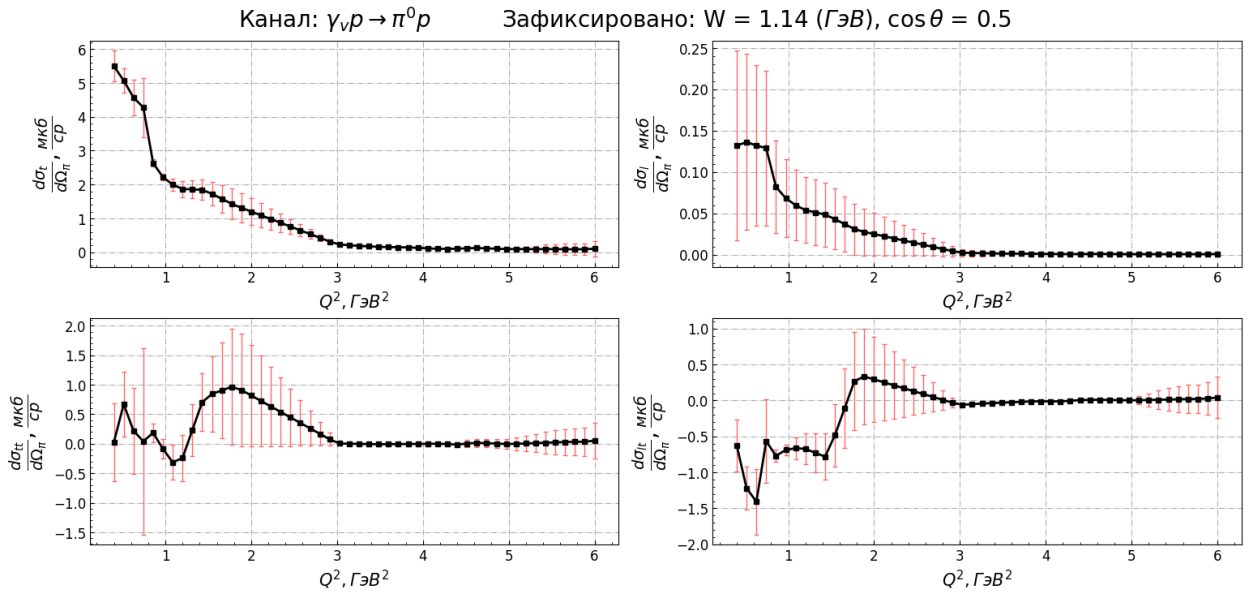 Канал: γᵥp → π⁰p Зафиксировано: W = 1.14 (ГэВ), cos θ = 0.5
dσₜ/dΩ_π, мкб/ср
6
5
4
3
2
1
0
1 2 3 4 5 6
Q², ГэВ²
dσₗ/dΩ_π, мкб/ср
0.25
0.20
0.15
0.10
0.05
0.00
1 2 3 4 5 6
Q², ГэВ²
dσₜₜ/dΩ_π, мкб/ср
2.0
1.5
1.0
0.5
0.0
−0.5
−1.0
−1.5
1 2 3 4 5 6
Q², ГэВ²
dσₗₜ/dΩ_π, мкб/ср
1.0
0.5
0.0
−0.5
−1.0
−1.5
−2.0
1 2 3 4 5 6
Q², ГэВ²